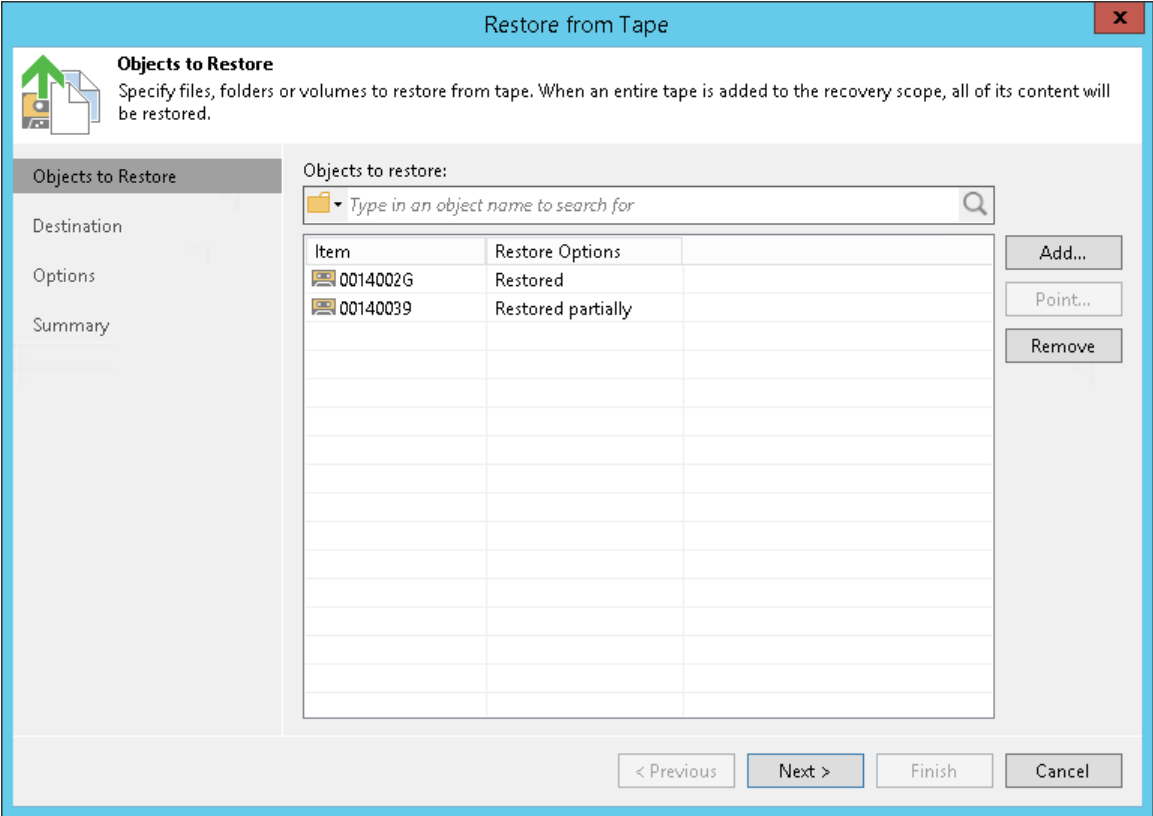 Restore from Tape
x
Objects to Restore
Specify files, folders or volumes to restore from tape. When an entire tape is added to the recovery scope, all of its content will
be restored.
Objects to Restore
Destination
Options
Summary
Objects to restore:
Type in an object name to search for
Item Restore Options
0014002G Restored
00140039 Restored partially
Add...
Point...
Remove
< Previous Next > Finish Cancel